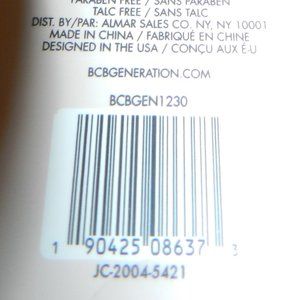 PARABEN FREE / SANS PARABEN
TALC FREE / SANS TALC
DIST. BY/PAR: ALMAR SALES CO. NY, NY 10001
MADE IN CHINA / FABRIQUÉ EN CHINE
DESIGNED IN THE USA / CONÇU AUX É-U
BCBGENERATION.COM
BCBGEN1230
1 90425 08637 3
JC-2004-5421